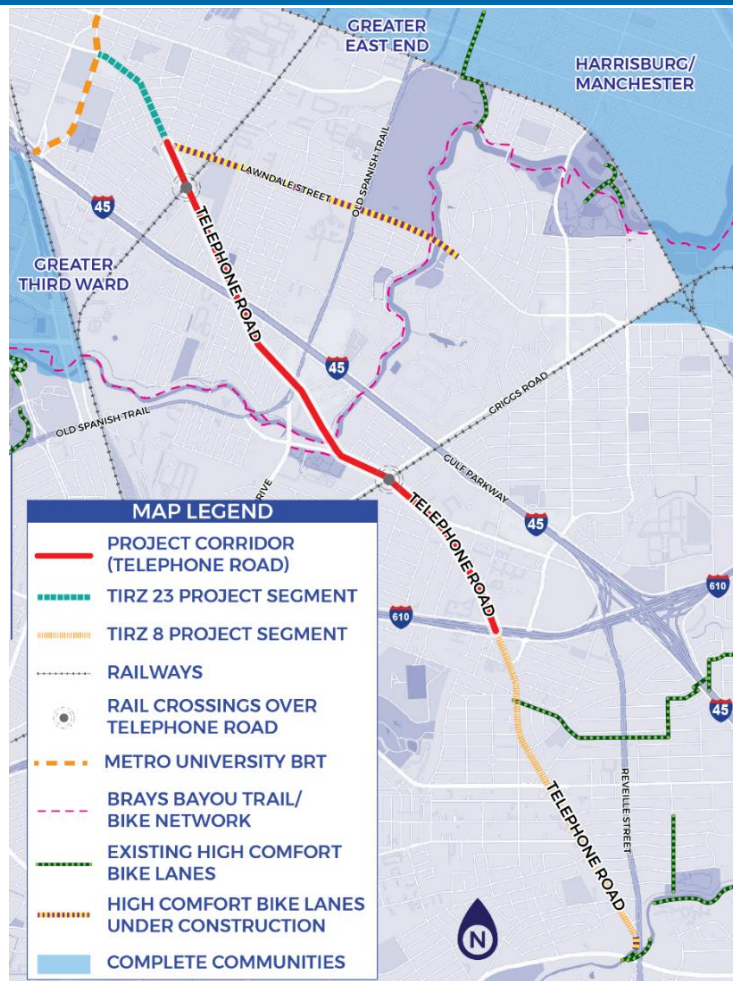 GREATER
EAST END
HARRISBURG/
MANCHESTER
LAWNDALE STREET
OLD SPANISH TRAIL
45
TELEPHONE ROAD
GREATER
THIRD WARD
45
GRIGGS ROAD
OLD SPANISH TRAIL
GULF PARKWAY
DRIVE
TELEPHONE ROAD
45
610
610
45
REVEILLE STREET
TELEPHONE ROAD
N
MAP LEGEND
PROJECT CORRIDOR
(TELEPHONE ROAD)
TIRZ 23 PROJECT SEGMENT
TIRZ 8 PROJECT SEGMENT
RAILWAYS
RAIL CROSSINGS OVER
TELEPHONE ROAD
METRO UNIVERSITY BRT
BRAYS BAYOU TRAIL/
BIKE NETWORK
EXISTING HIGH COMFORT
BIKE LANES
HIGH COMFORT BIKE LANES
UNDER CONSTRUCTION
COMPLETE COMMUNITIES